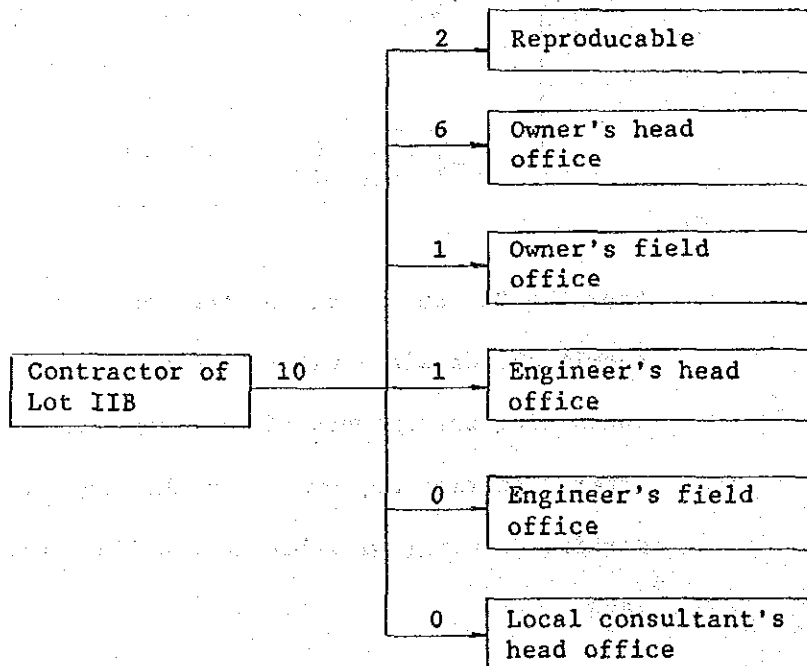 2
Reproducable
6
Owner's head
office
1
Owner's field
office
Contractor of
Lot IIB
10
1
Engineer's head
office
0
Engineer's field
office
0
Local consultant's
head office